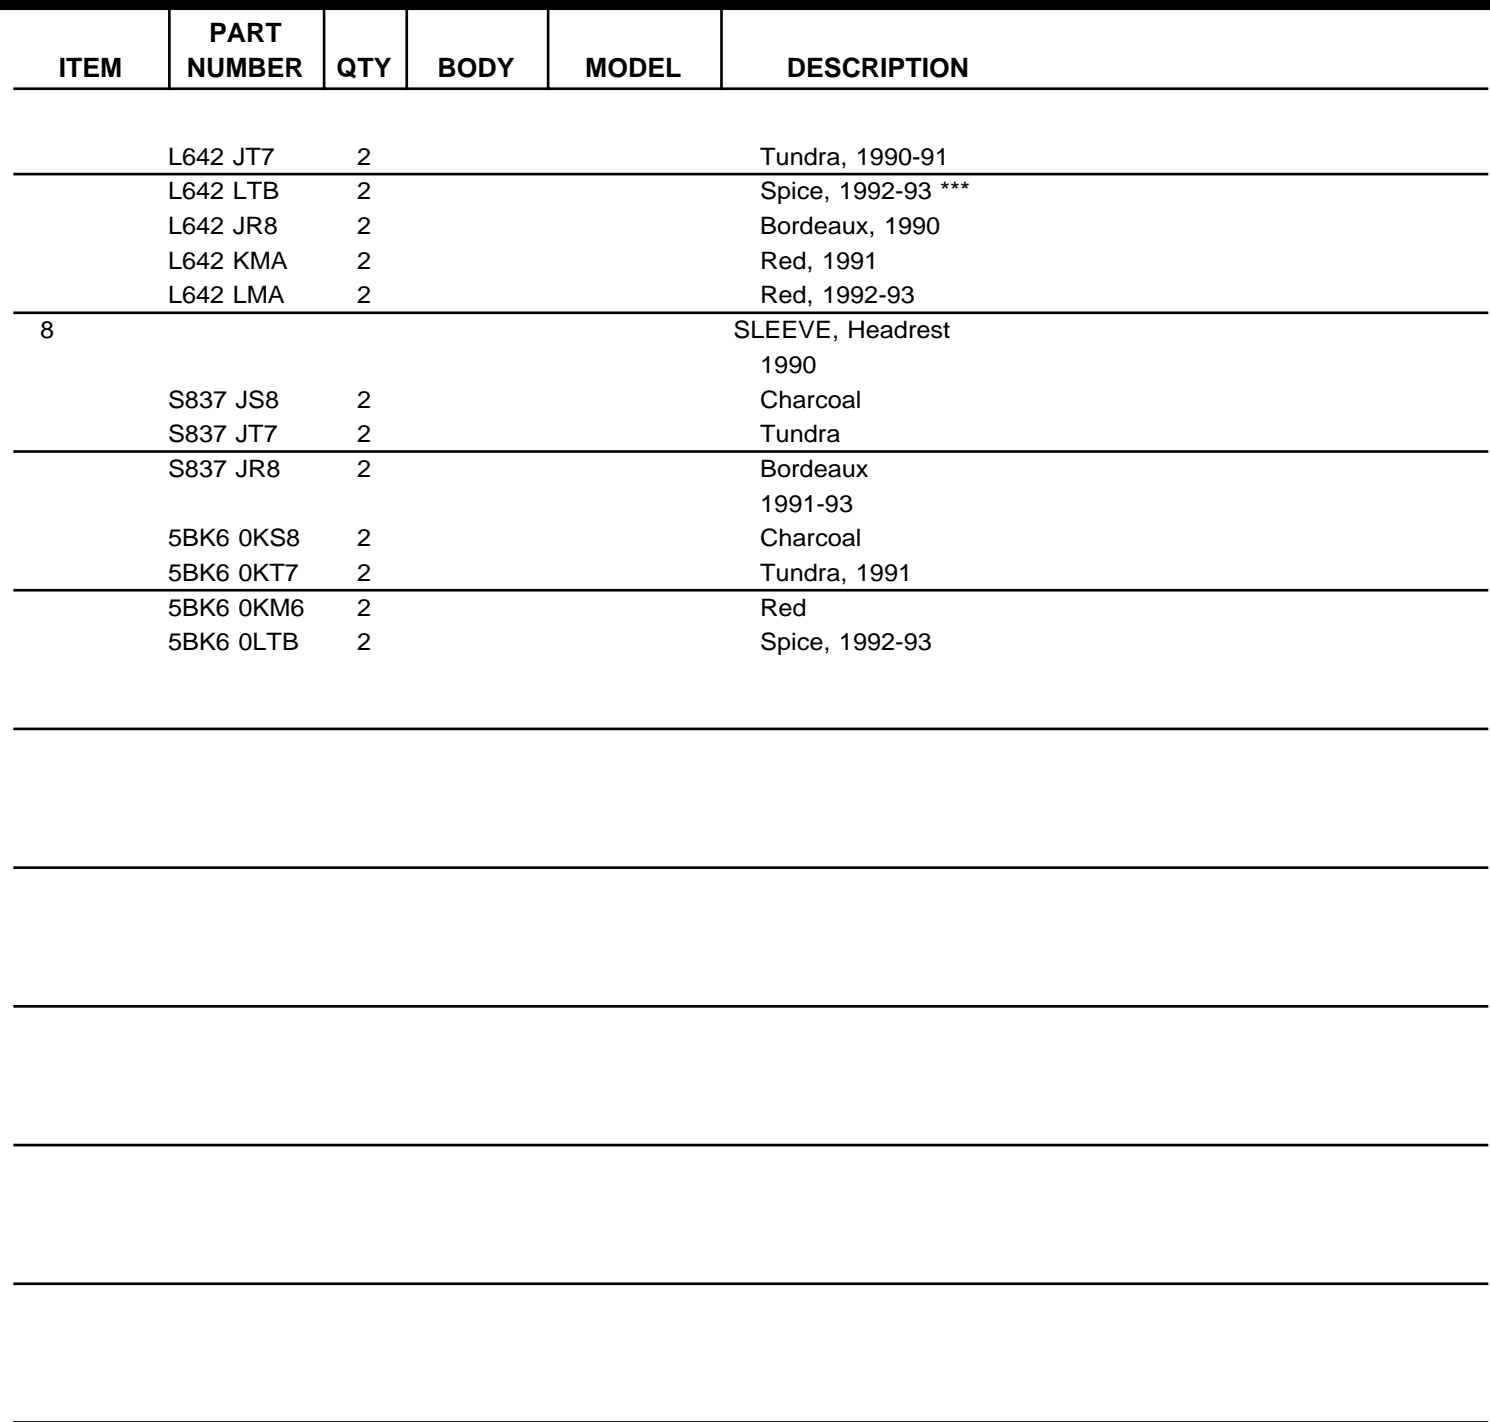 PART
ITEM NUMBER QTY BODY MODEL DESCRIPTION
L642 JT7 2 Tundra, 1990-91
L642 LTB 2 Spice, 1992-93 ***
L642 JR8 2 Bordeaux, 1990
L642 KMA 2 Red, 1991
L642 LMA 2 Red, 1992-93
8 SLEEVE, Headrest
1990
S837 JS8 2 Charcoal
S837 JT7 2 Tundra
S837 JR8 2 Bordeaux
1991-93
5BK6 0KS8 2 Charcoal
5BK6 0KT7 2 Tundra, 1991
5BK6 0KM6 2 Red
5BK6 0LTB 2 Spice, 1992-93